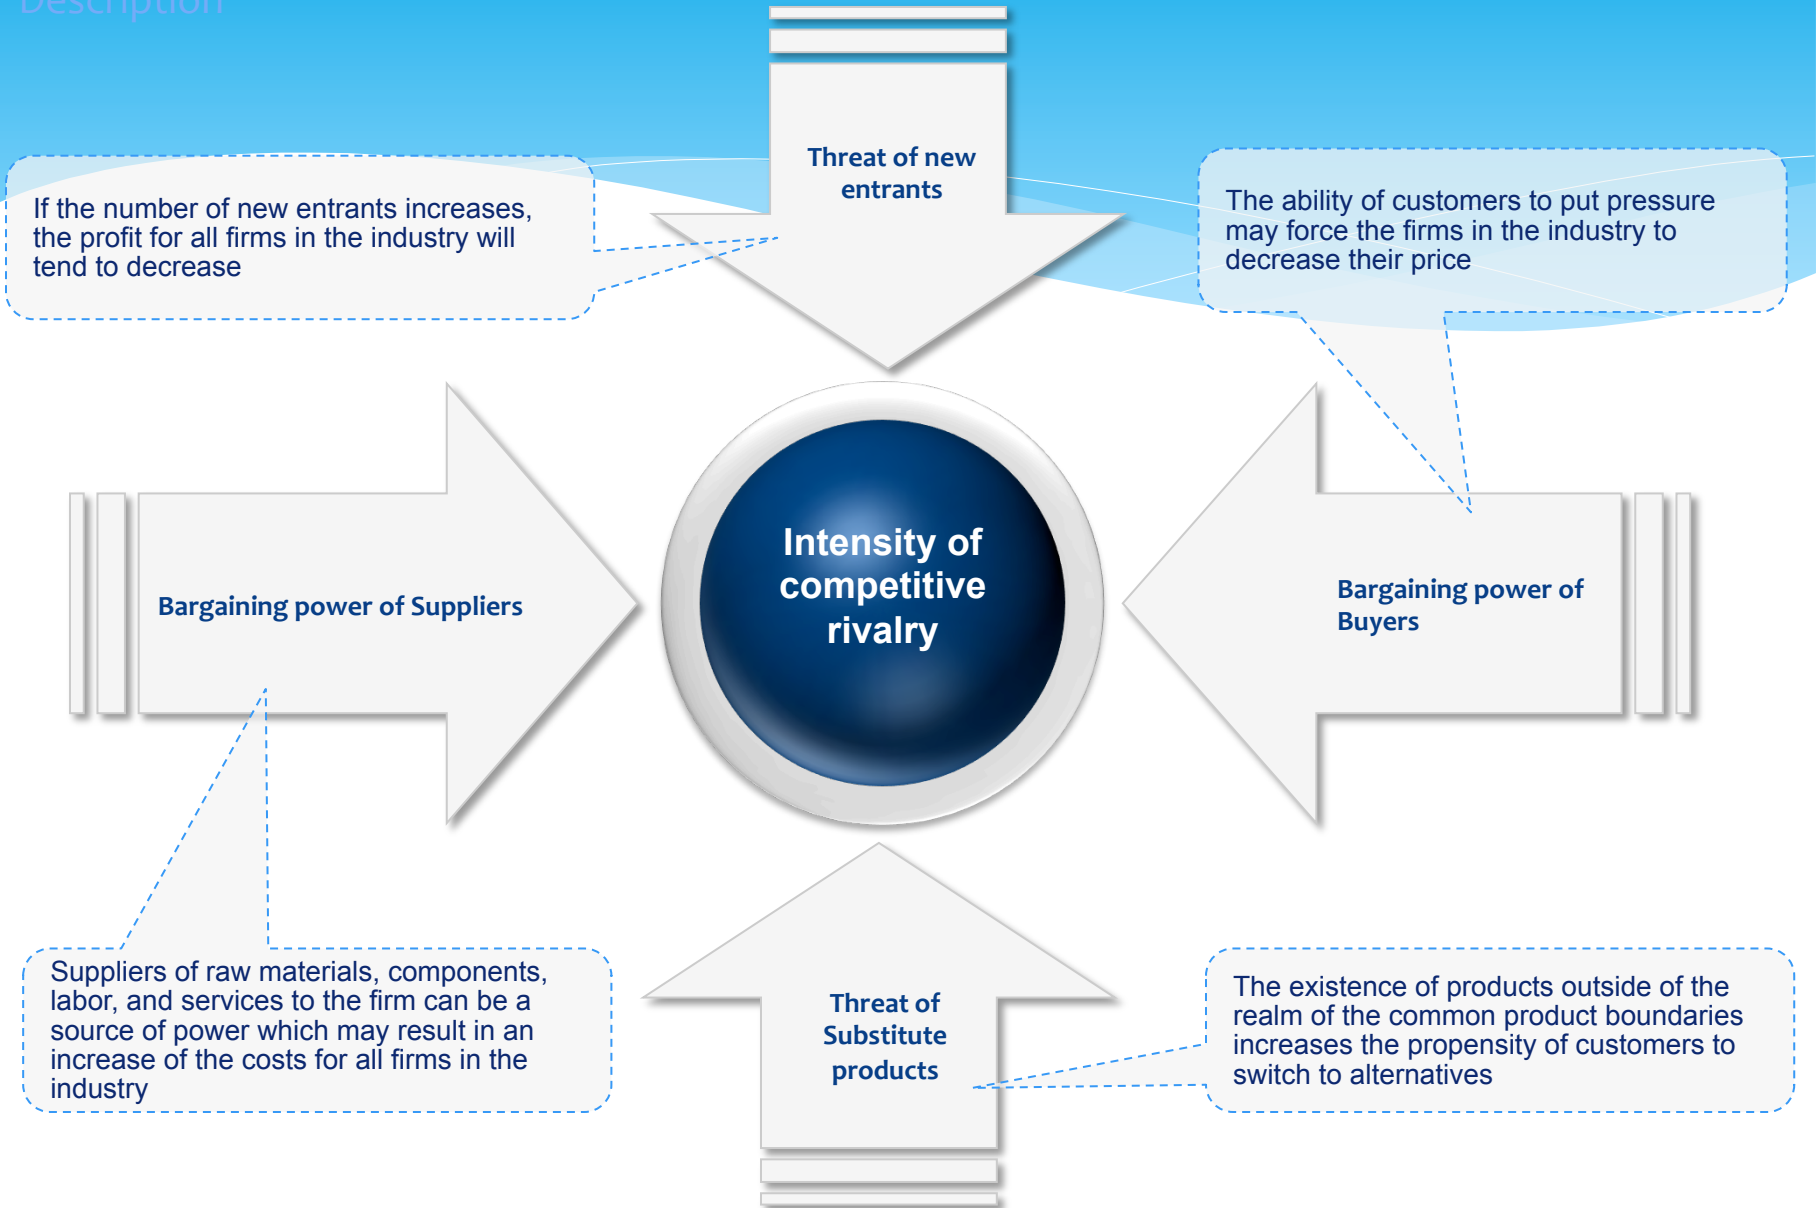 Description
Threat of new
entrants
If the number of new entrants increases,
the profit for all firms in the industry will
tend to decrease
The ability of customers to put pressure
may force the firms in the industry to
decrease their price
Intensity of
competitive
rivalry
Bargaining power of Suppliers
Bargaining power of
Buyers
Suppliers of raw materials, components,
labor, and services to the firm can be a
source of power which may result in an
increase of the costs for all firms in the
industry
Threat of
Substitute
products
The existence of products outside of the
realm of the common product boundaries
increases the propensity of customers to
switch to alternatives